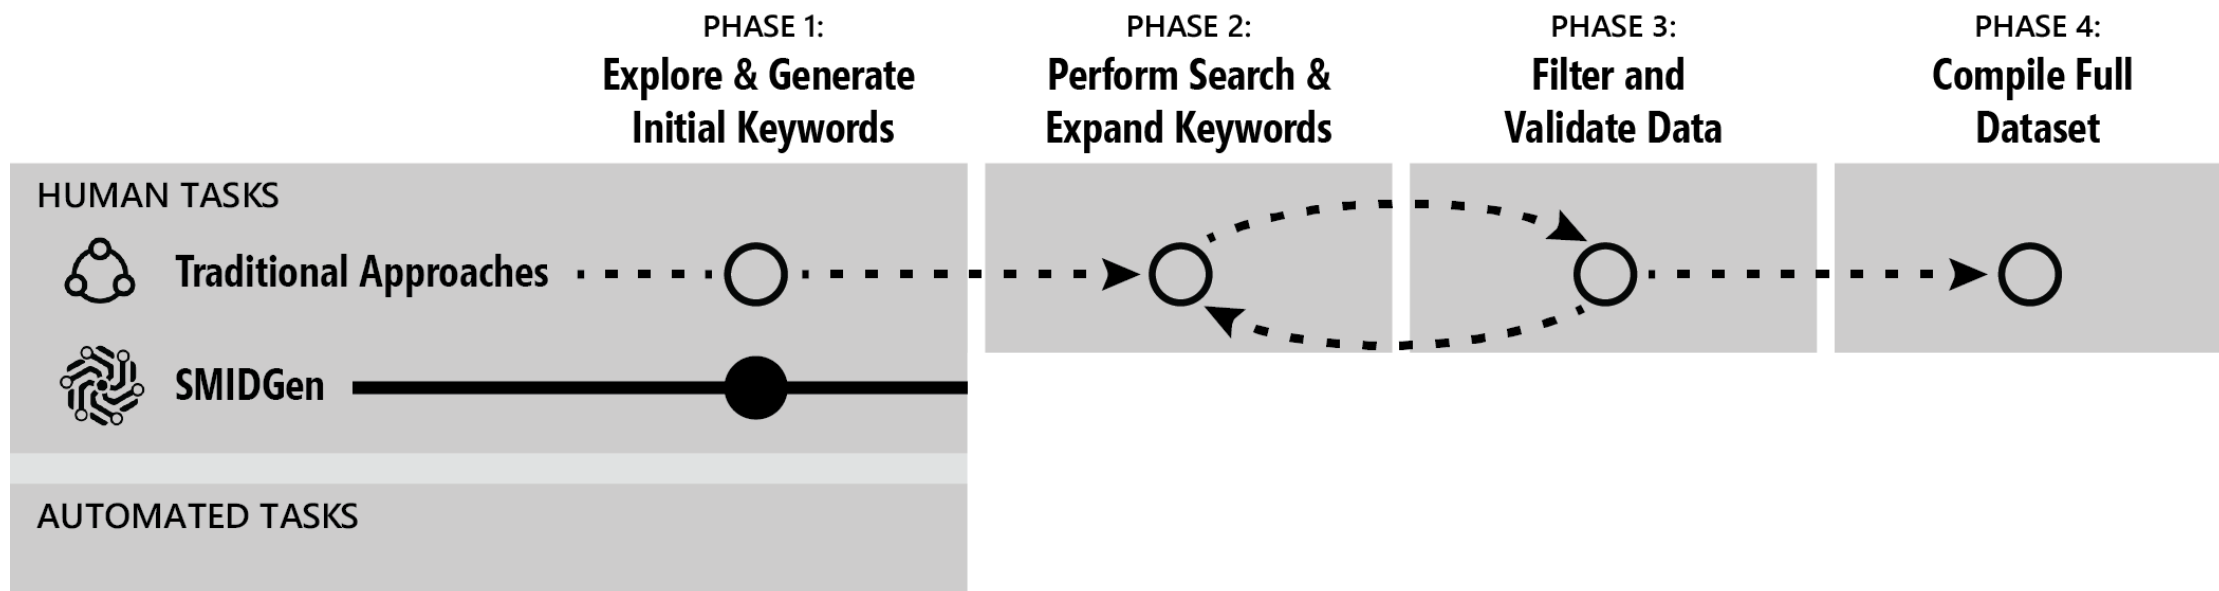 PHASE 1:
Explore & Generate
Initial Keywords
PHASE 2:
Perform Search &
Expand Keywords
PHASE 3:
Filter and
Validate Data
PHASE 4:
Compile Full
Dataset
HUMAN TASKS
Traditional Approaches
SMIDGen
AUTOMATED TASKS